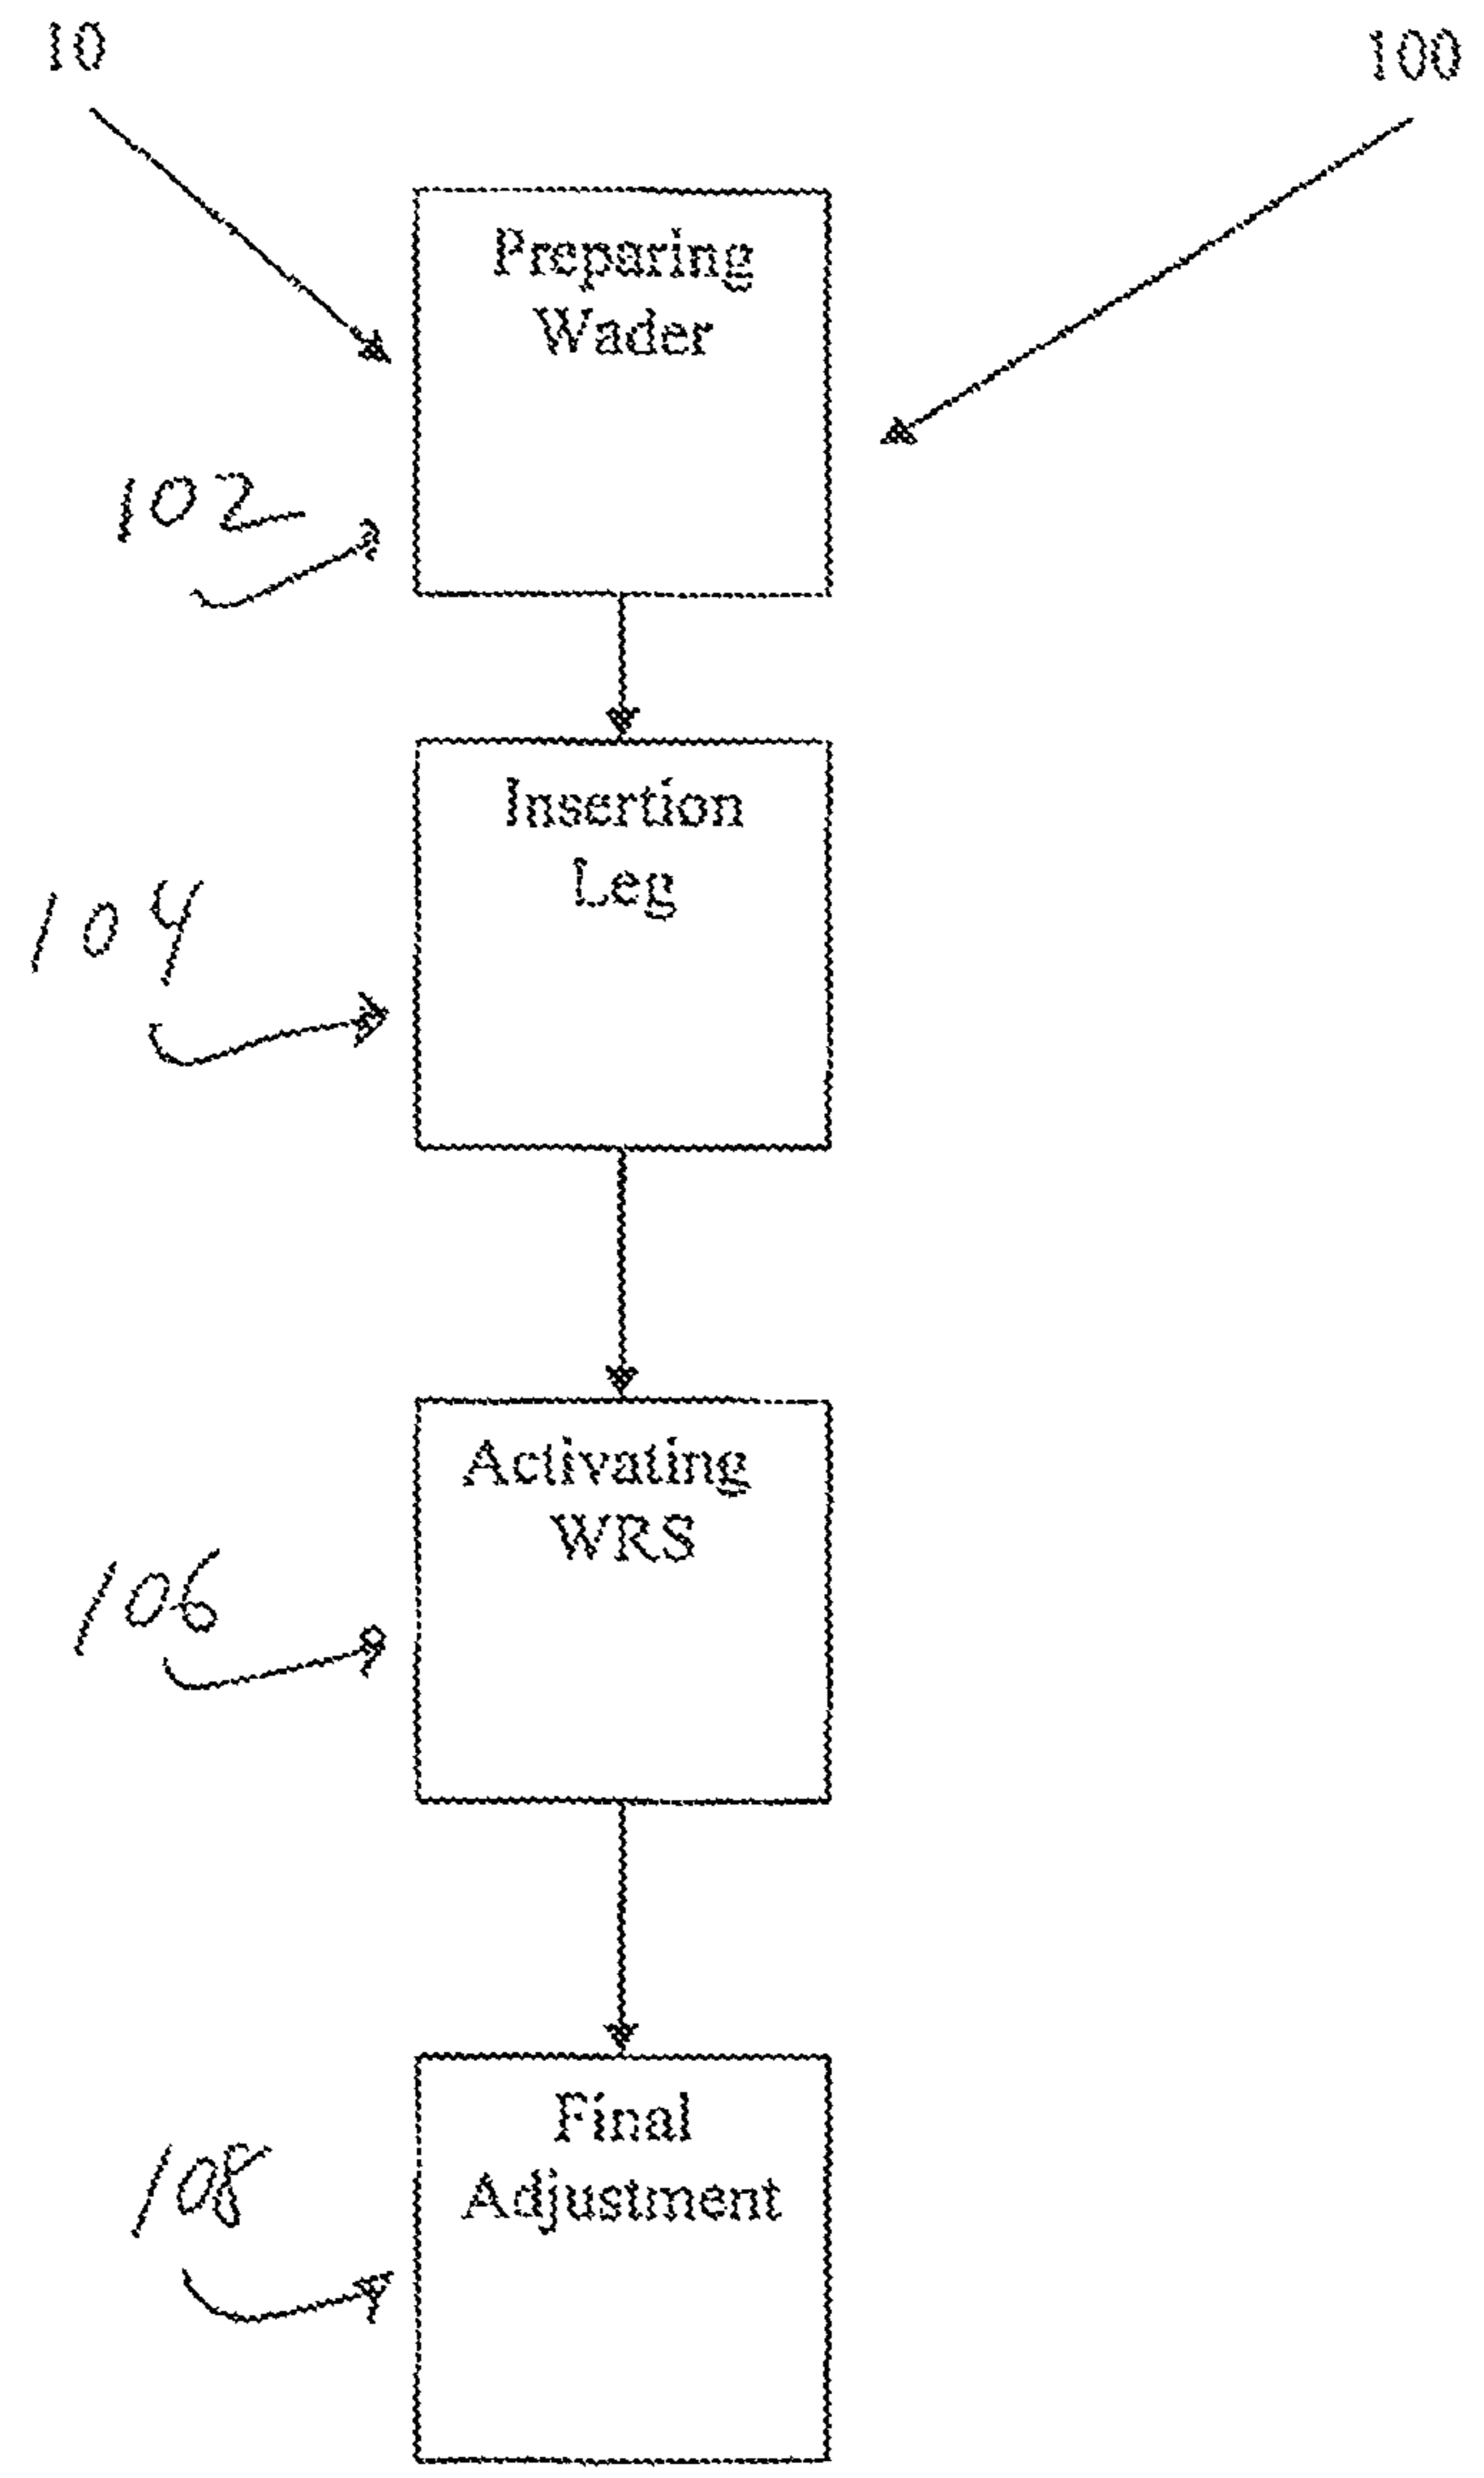 10
100
Preparing
Wader
102
Insertion
Leg
104
Activating
WRS
106
Final
Adjustment
108